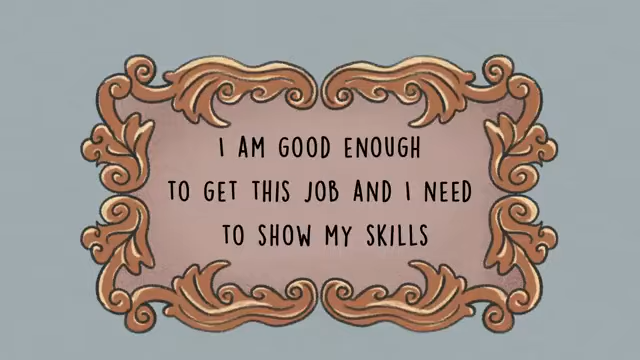 I AM GOOD ENOUGH
TO GET THIS JOB AND I NEED
TO SHOW MY SKILLS